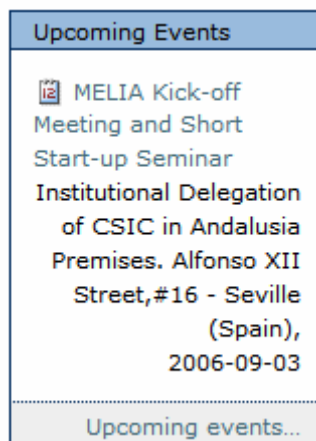 Upcoming Events
MELIA Kick-off
Meeting and Short
Start-up Seminar
Institutional Delegation
of CSIC in Andalusia
Premises. Alfonso XII
Street,#16 - Seville
(Spain),
2006-09-03
Upcoming events...